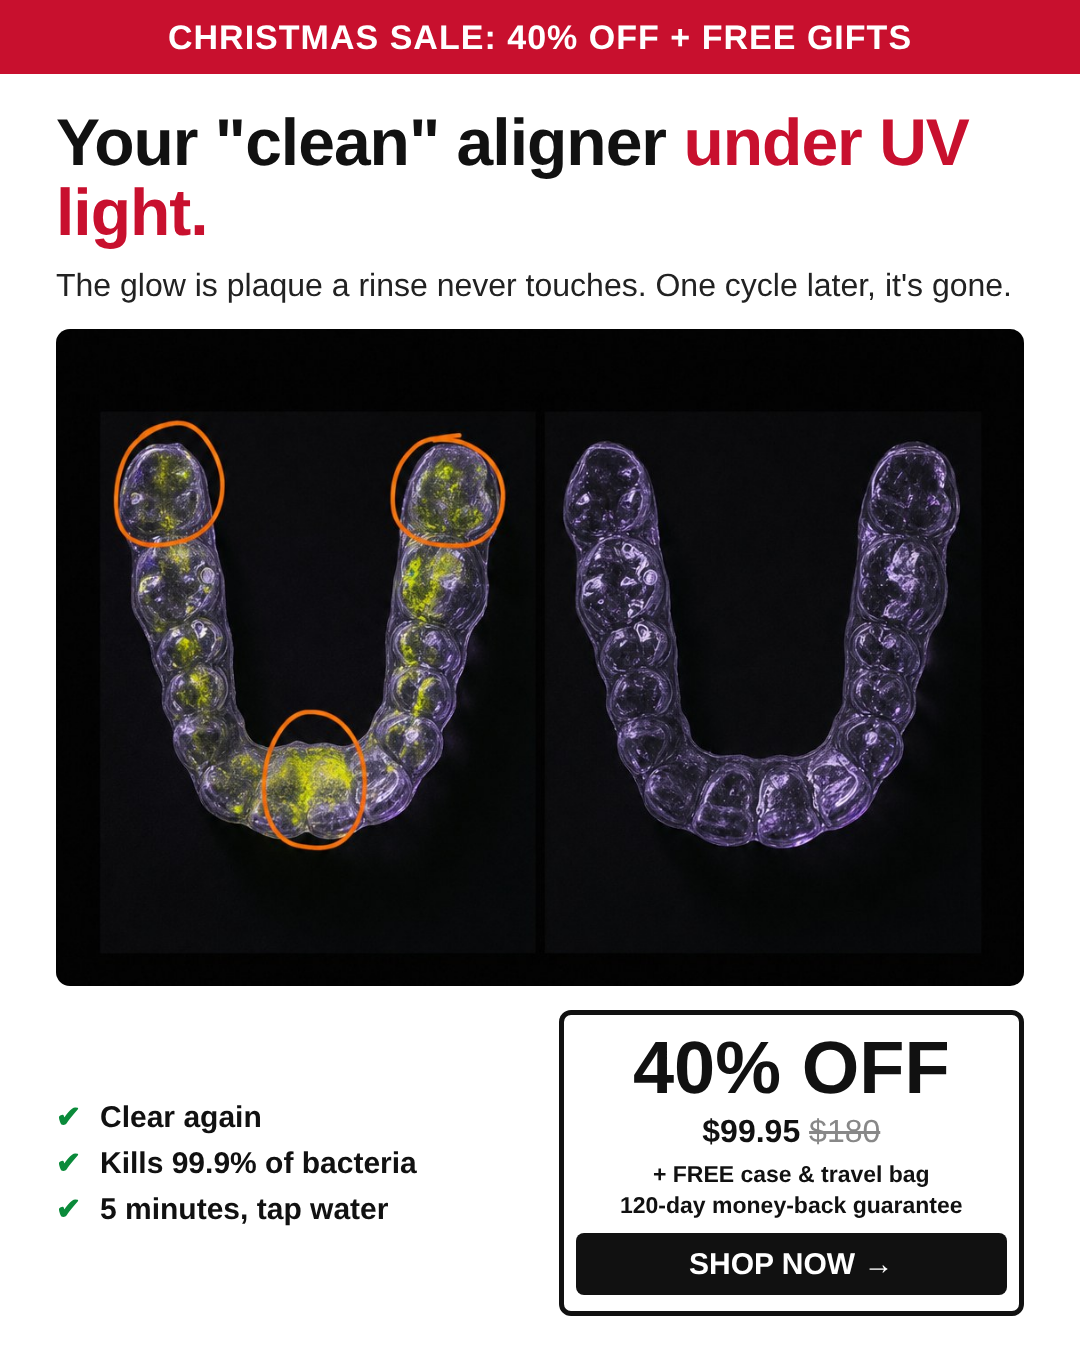 CHRISTMAS SALE: 40% OFF + FREE GIFTS
Your "clean" aligner under UV
light.
The glow is plaque a rinse never touches. One cycle later, it's gone.
✔ Clear again
✔ Kills 99.9% of bacteria
✔ 5 minutes, tap water
40% OFF
$99.95 $180
+ FREE case & travel bag
120-day money-back guarantee
SHOP NOW →